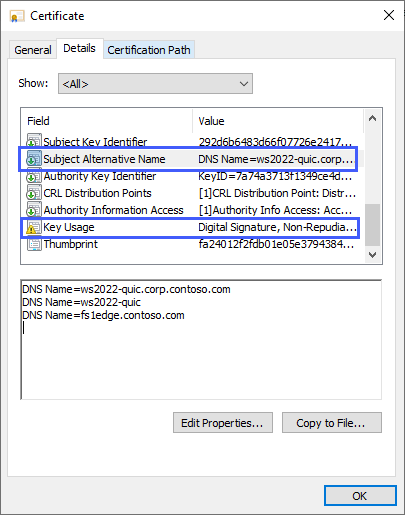 Certificate
General Details Certification Path
Show: <All>
Field Value
Subject Key Identifier 292d6b6483d66f07726e2417...
Subject Alternative Name DNS Name=ws2022-quic.corp...
Authority Key Identifier KeyID=7a74a3713f1349ce4d...
CRL Distribution Points [1]CRL Distribution Point: Distr...
Authority Information Access [1]Authority Info Access: Acc...
Key Usage Digital Signature, Non-Repudia...
Thumbprint fa24012f2fdb01e05e3794384...
DNS Name=ws2022-quic.corp.contoso.com
DNS Name=ws2022-quic
DNS Name=fs1edge.contoso.com
Edit Properties... Copy to File...
OK